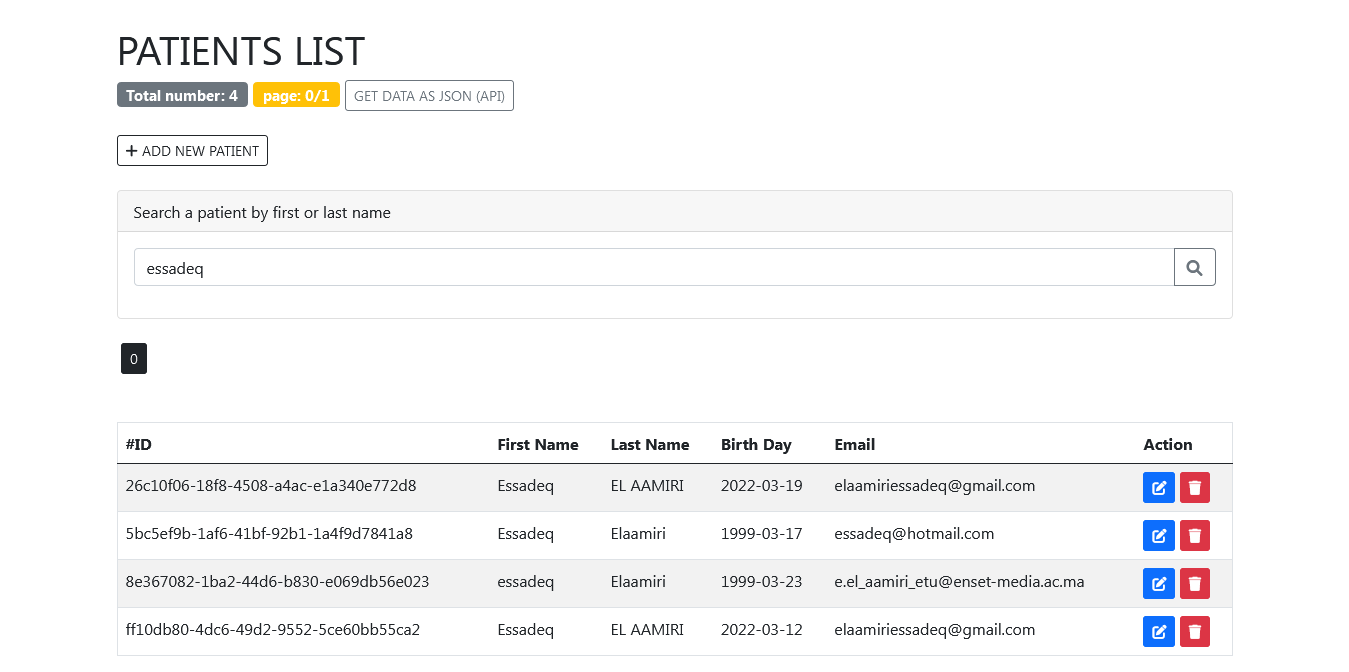 PATIENTS LIST
Total number: 4 page: 0/1 GET DATA AS JSON (API)
ADD NEW PATIENT
Search a patient by first or last name
essadeq
0
#ID First Name Last Name Birth Day Email Action
26c10f06-18f8-4508-a4ac-e1a340e772d8 Essadeq EL AAMIRI 2022-03-19 elaamiriessadeq@gmail.com
5bc5ef9b-1af6-41bf-92b1-1a4f9d7841a8 Essadeq Elaamiri 1999-03-17 essadeq@hotmail.com
8e367082-1ba2-44d6-b830-e069db56e023 essadeq Elaamiri 1999-03-23 e.el_aamiri_etu@enset-media.ac.ma
ff10db80-4dc6-49d2-9552-5ce60bb55ca2 Essadeq EL AAMIRI 2022-03-12 elaamiriessadeq@gmail.com